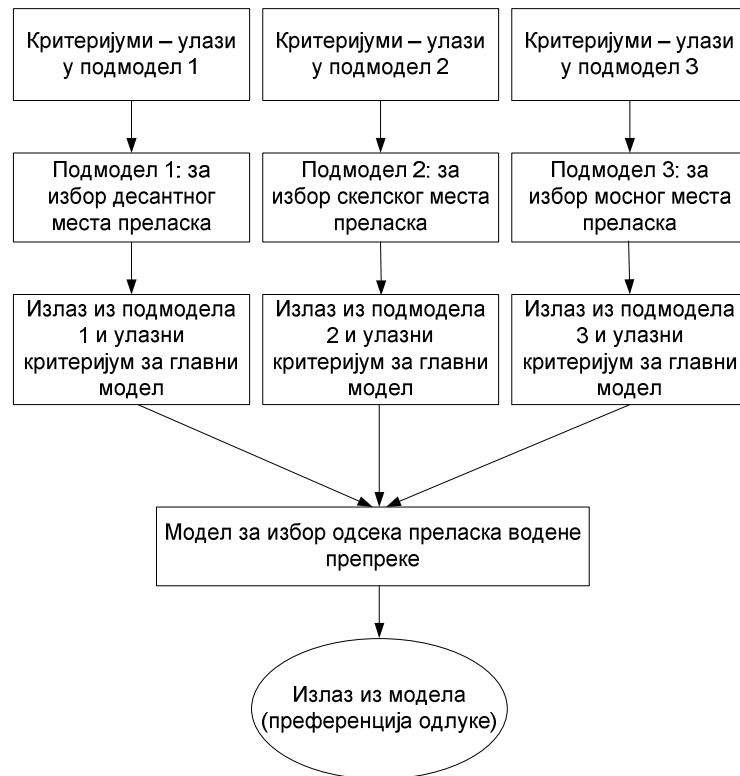 Критеријуми – улази
у подмодел 1
Критеријуми – улази
у подмодел 2
Критеријуми – улази
у подмодел 3
Подмодел 1: за
избор десантног
места преласка
Подмодел 2: за
избор скелског места
преласка
Подмодел 3: за
избор мосног места
преласка
Излаз из подмодела
1 и улазни
критеријум за главни
модел
Излаз из подмодела
2 и улазни
критеријум за главни
модел
Излаз из подмодела
3 и улазни
критеријум за главни
модел
Модел за избор одсека преласка водене
препреке
Излаз из модела
(преференција одлуке)